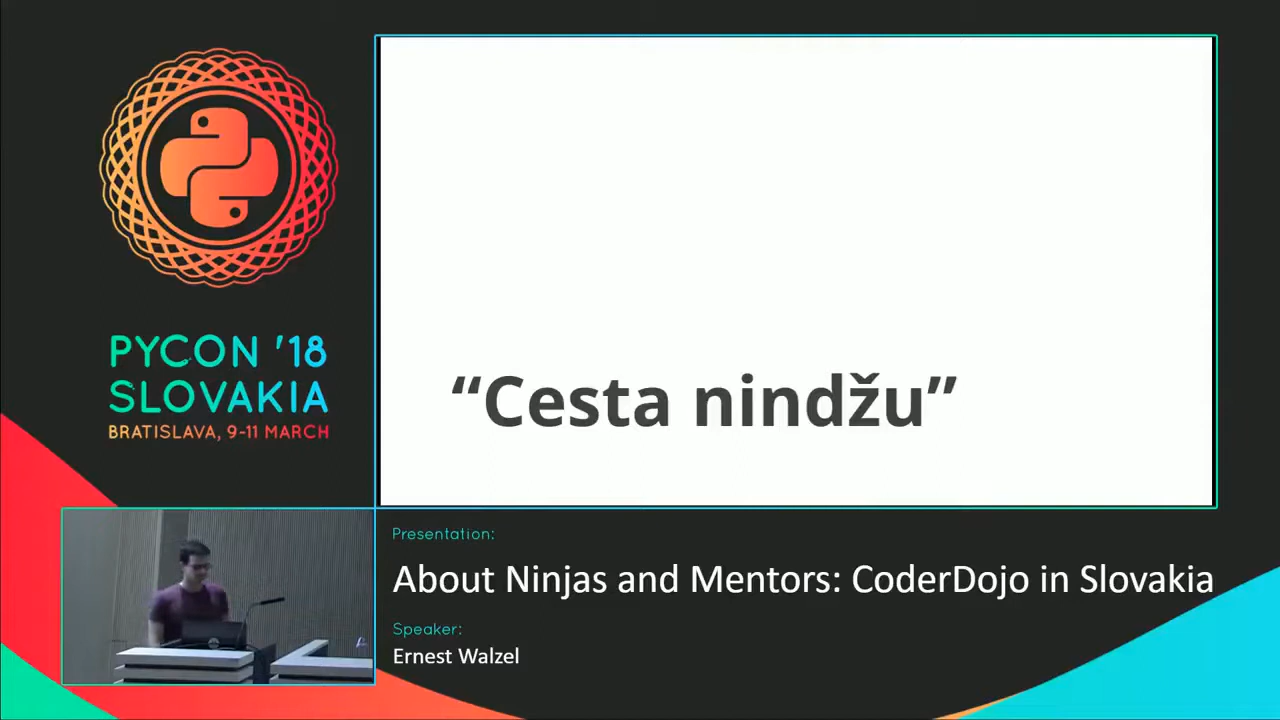 PYCON '18
SLOVAKIA
BRATISLAVA, 9-11 MARCH
“Cesta nindžu”
Presentation:
About Ninjas and Mentors: CoderDojo in Slovakia
Speaker:
Ernest Walzel